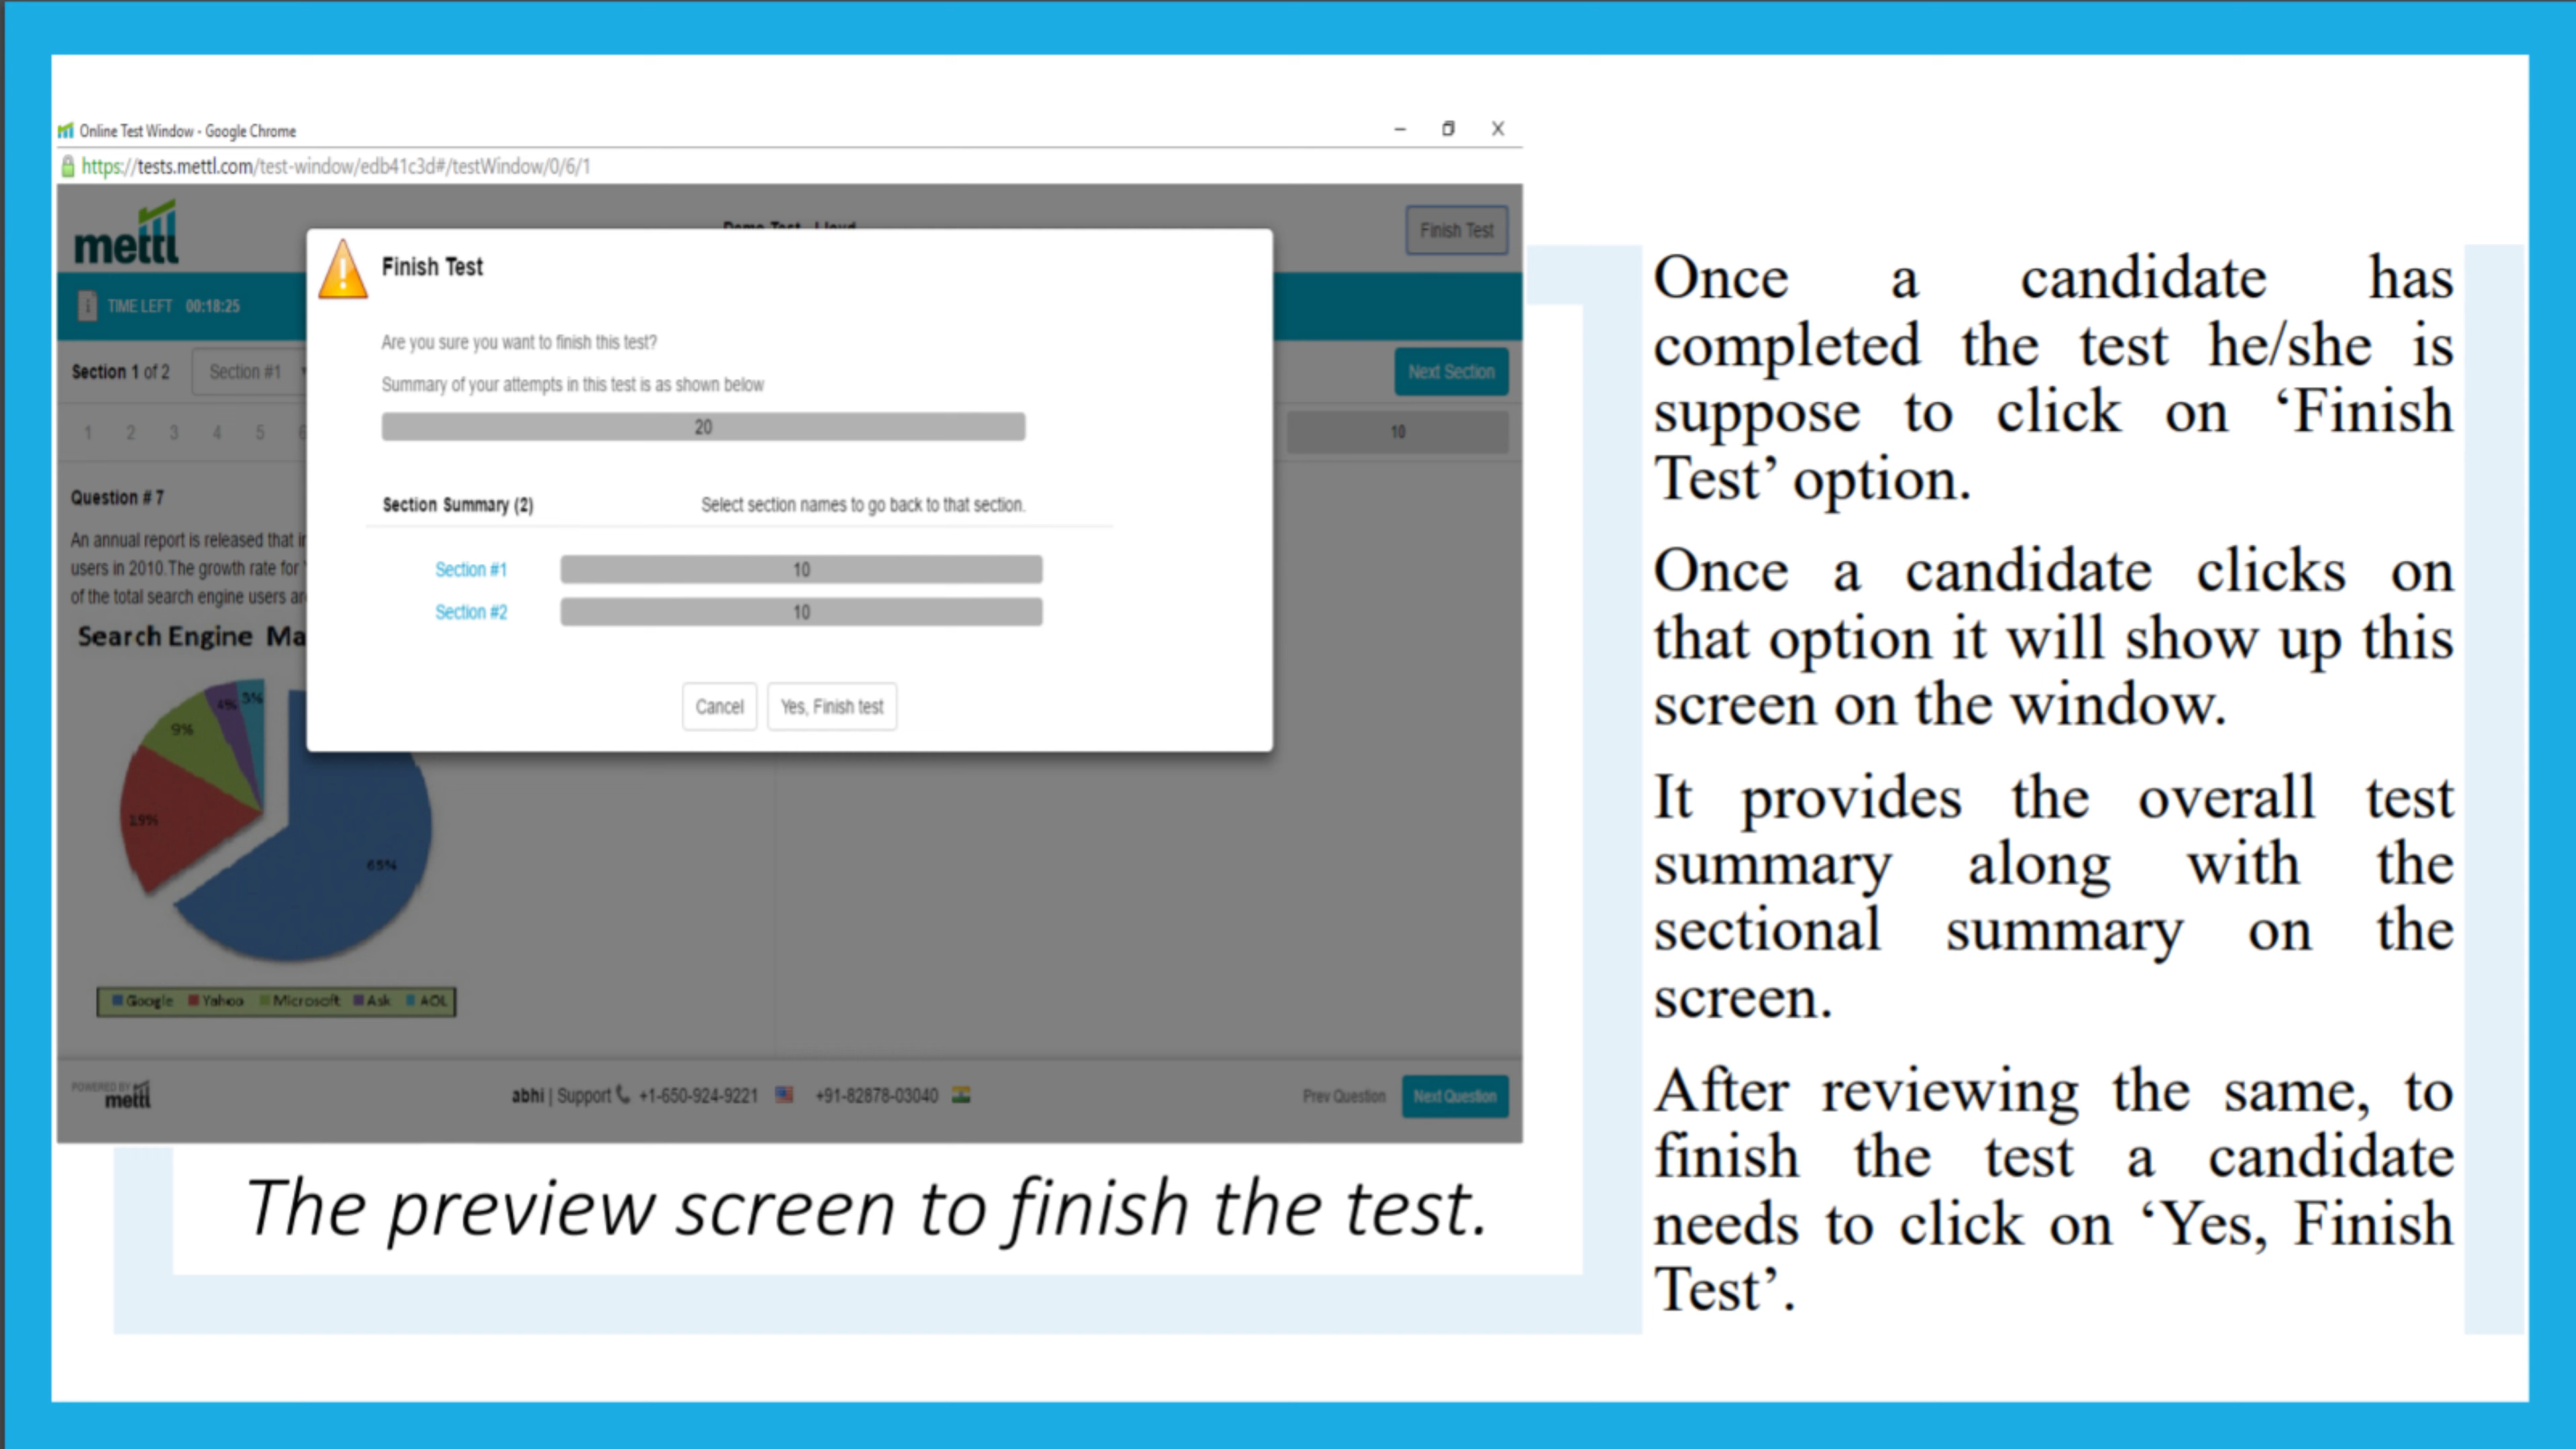 Online Test Window - Google Chrome
https://tests.mettl.com/test-window/edb41c3d#/testWindow/0/6/1
mettl
Finish Test
TIME LEFT 00:18:25
Section 1 of 2 Section #1
Next Section
1 2 3 4 5
10
Question # 7
An annual report is released that
users in 2010.The growth rate for
of the total search engine users
Search Engine
4% 3%
9%
19%
65%
Google Yahoo Microsoft Ask AOL
Finish Test
Are you sure you want to finish this test?
Summary of your attempts in this test is as shown below
20
Section Summary (2) Select section names to go back to that section.
Section #1 10
Section #2 10
Cancel Yes, Finish test
POWERED BY
mettl
abhi | Support +1-650-924-9221 +91-82878-03040
Prev Question Next Question
The preview screen to finish the test.
Once a candidate has
completed the test he/she is
suppose to click on ‘Finish
Test’ option.
Once a candidate clicks on
that option it will show up this
screen on the window.
It provides the overall test
summary along with the
sectional summary on the
screen.
After reviewing the same, to
finish the test a candidate
needs to click on ‘Yes, Finish
Test’.